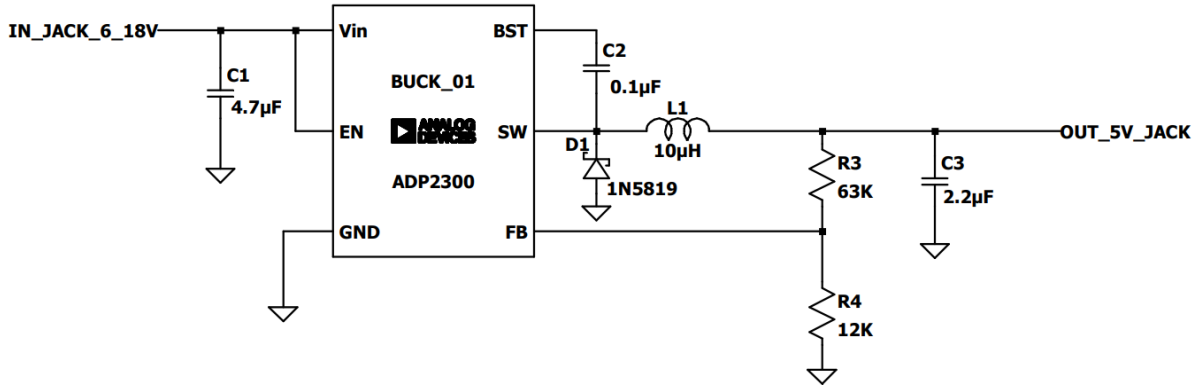 IN_JACK_6_18V
C1
4.7µF
Vin
EN
GND
BUCK_01
ANALOG
DEVICES
ADP2300
BST
SW
FB
C2
0.1µF
L1
10µH
D1
1N5819
R3
63K
C3
2.2µF
OUT_5V_JACK
R4
12K